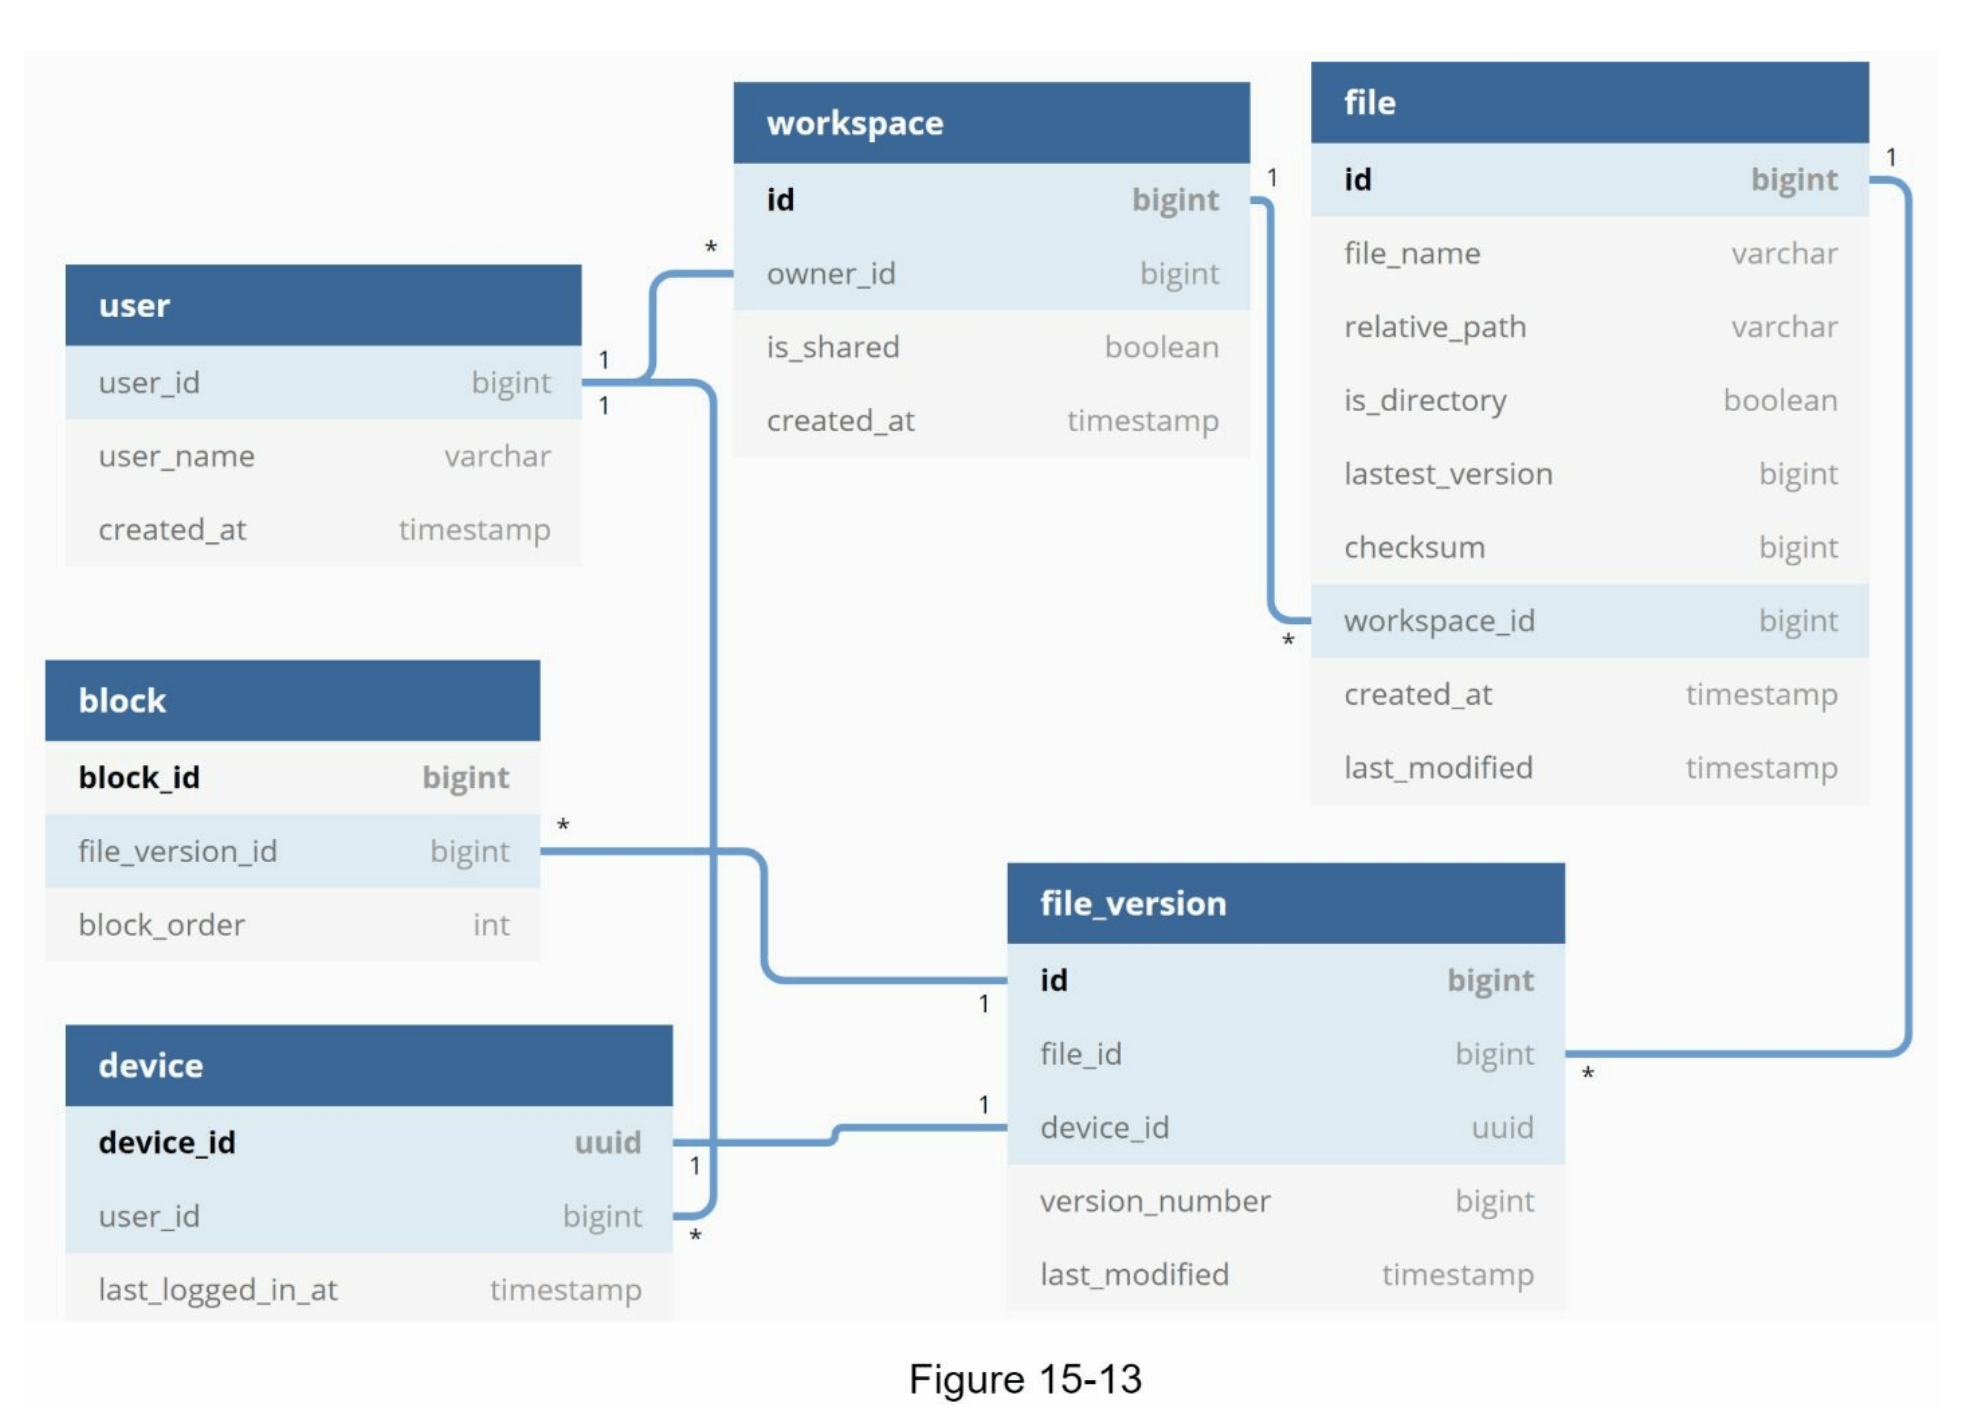 user
user_id bigint
user_name varchar
created_at timestamp
1
1
workspace
id bigint
owner_id bigint
is_shared boolean
created_at timestamp
*
1
file
id bigint
file_name varchar
relative_path varchar
is_directory boolean
lastest_version bigint
checksum bigint
workspace_id bigint
created_at timestamp
last_modified timestamp
1
*
block
block_id bigint
file_version_id bigint
block_order int
*
device
device_id uuid
user_id bigint
last_logged_in_at timestamp
1
*
file_version
id bigint
file_id bigint
device_id uuid
version_number bigint
last_modified timestamp
1
1
*
Figure 15-13